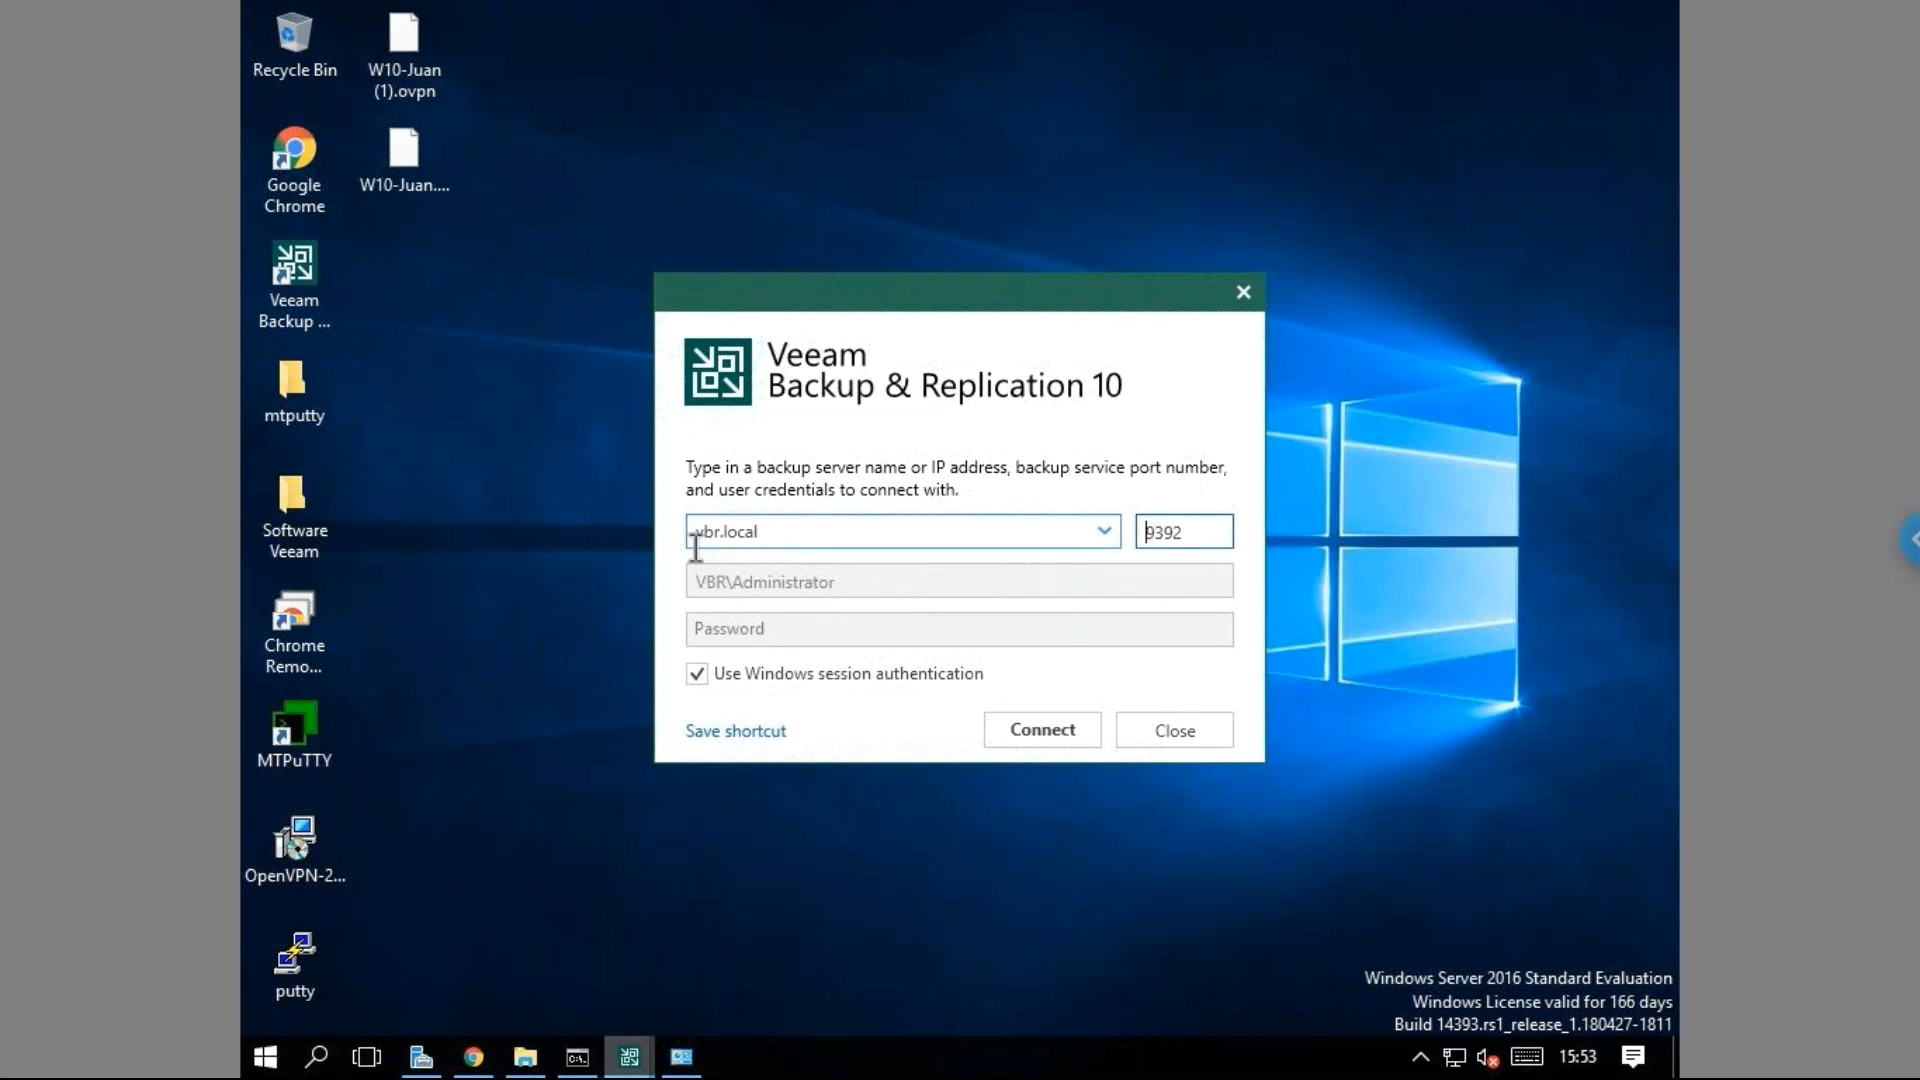 Recycle Bin
W10-Juan
(1).ovpn
Google
Chrome
W10-Juan....
Veeam
Backup ...
mtputty
Software
Veeam
Chrome
Remo...
MTPuTTY
OpenVPN-2...
putty
Veeam
Backup & Replication 10
Type in a backup server name or IP address, backup service port number,
and user credentials to connect with.
vbr.local
9392
VBR\Administrator
Password
Use Windows session authentication
Save shortcut
Connect
Close
Windows Server 2016 Standard Evaluation
Windows License valid for 166 days
Build 14393.rs1_release_1.180427-1811
15:53